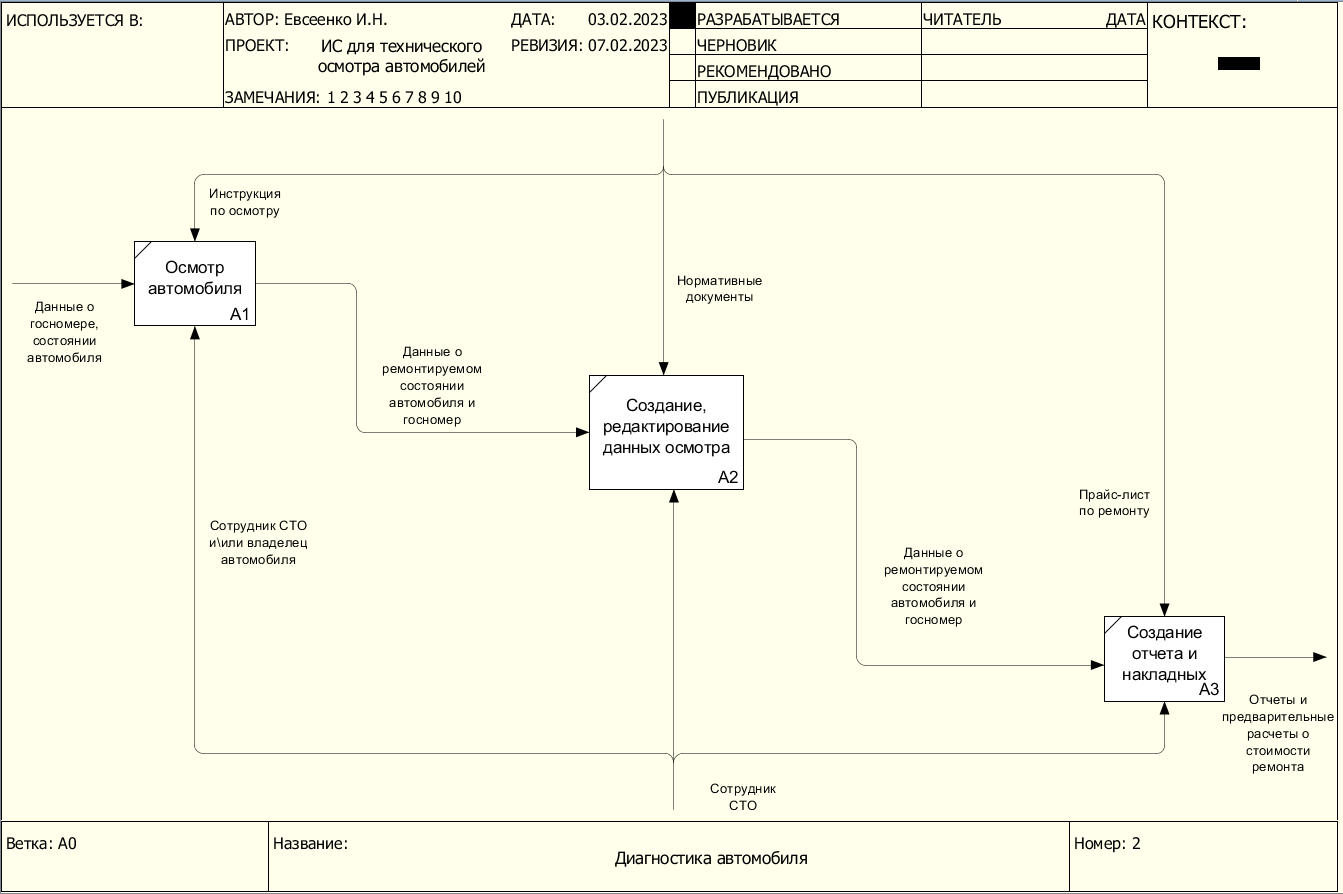 ИСПОЛЬЗУЕТСЯ В:
АВТОР: Евсеенко И.Н.
ДАТА: 03.02.2023
РАЗРАБАТЫВАЕТСЯ
ЧИТАТЕЛЬ
ДАТА
КОНТЕКСТ:
ПРОЕКТ: ИС для технического
осмотра автомобилей
РЕВИЗИЯ: 07.02.2023
ЧЕРНОВИК
РЕКОМЕНДОВАНО
ЗАМЕЧАНИЯ: 1 2 3 4 5 6 7 8 9 10
ПУБЛИКАЦИЯ
Инструкция
по осмотру
Осмотр
автомобиля
A1
Данные о
госномере,
состоянии
автомобиля
Нормативные
документы
Данные о
ремонтируемом
состоянии
автомобиля и
госномер
Создание,
редактирование
данных осмотра
A2
Сотрудник СТО
и\или владелец
автомобиля
Прайс-лист
по ремонту
Данные о
ремонтируемом
состоянии
автомобиля и
госномер
Создание
отчета и
накладных
A3
Отчеты и
предварительные
расчеты о
стоимости
ремонта
Сотрудник
СТО
Ветка: A0
Название:
Диагностика автомобиля
Номер: 2